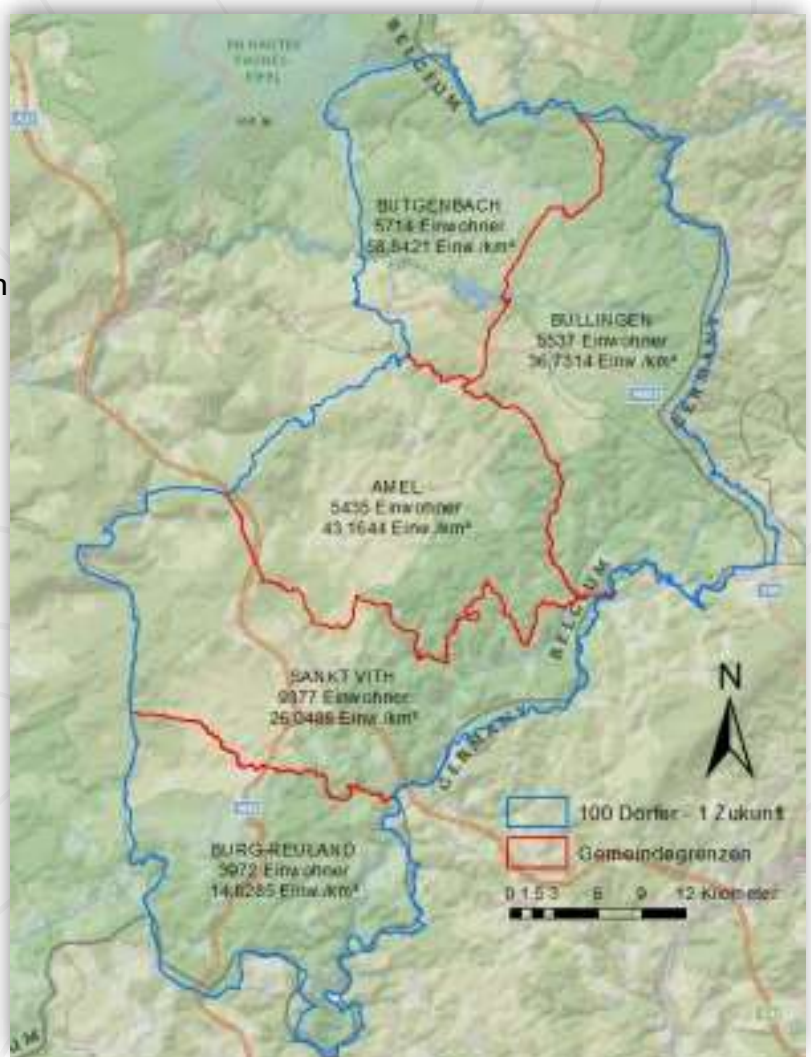 BELGIUM
BÜTGENBACH
5714 Einwohner
58,5421 Einw./km²
n
BÜLLINGEN
5537 Einwohner
36,7314 Einw./km²
GERMANY
AMEL
5435 Einwohner
43,1644 Einw./km²
BELGIUM
SANKT VITH
9377 Einwohner
26,0488 Einw./km²
GERMANY
N
100 Dörfer - 1 Zukunft
Gemeindegrenzen
BURG-REULAND
3972 Einwohner
14,8285 Einw./km²
0 1,5 3 6 9 12 Kilometer